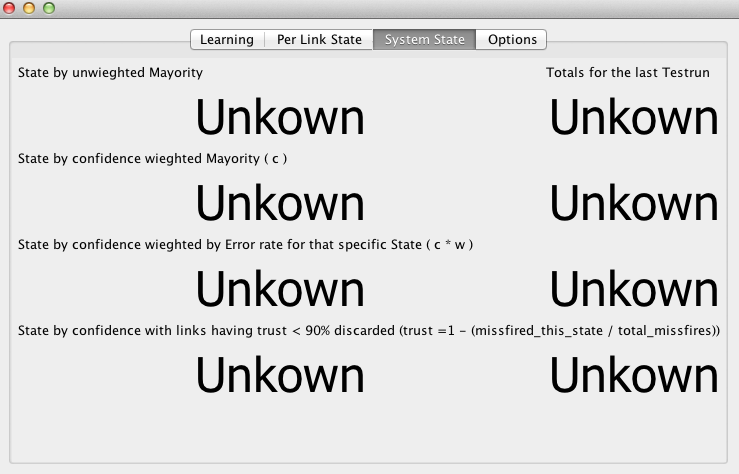 Learning Per Link State System State Options
State by unwieghted Mayority Totals for the last Testrun
Unkown Unkown
State by confidence wieghted Mayority ( c )
Unkown Unkown
State by confidence wieghted by Error rate for that specific State ( c * w )
Unkown Unkown
State by confidence with links having trust < 90% discarded (trust =1 - (missfired_this_state / total_missfires))
Unkown Unkown